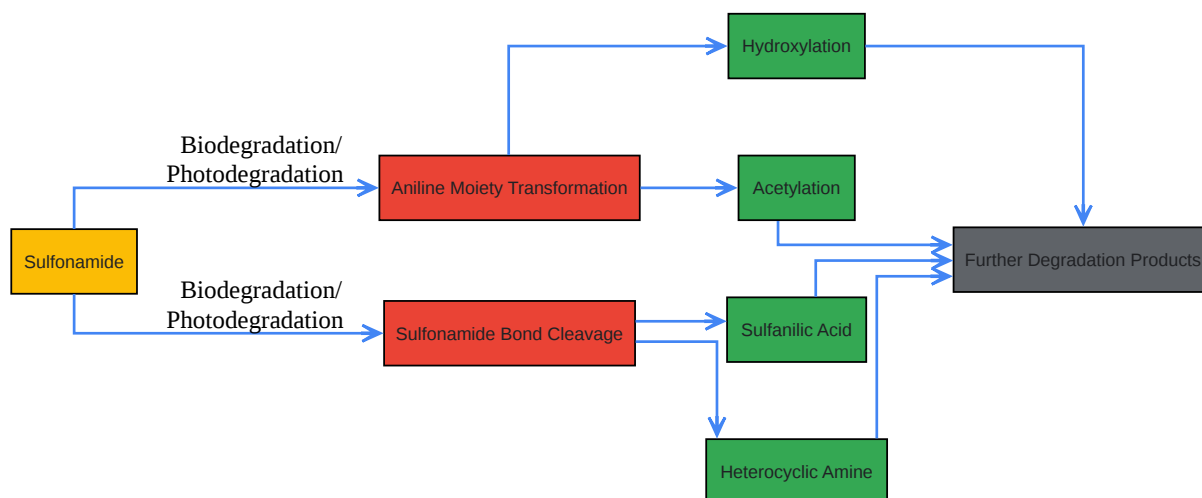 Hydroxylation
Biodegradation/
Photodegradation
Aniline Moiety Transformation
Acetylation
Sulfonamide
Further Degradation Products
Biodegradation/
Photodegradation
Sulfonamide Bond Cleavage
Sulfanilic Acid
Heterocyclic Amine